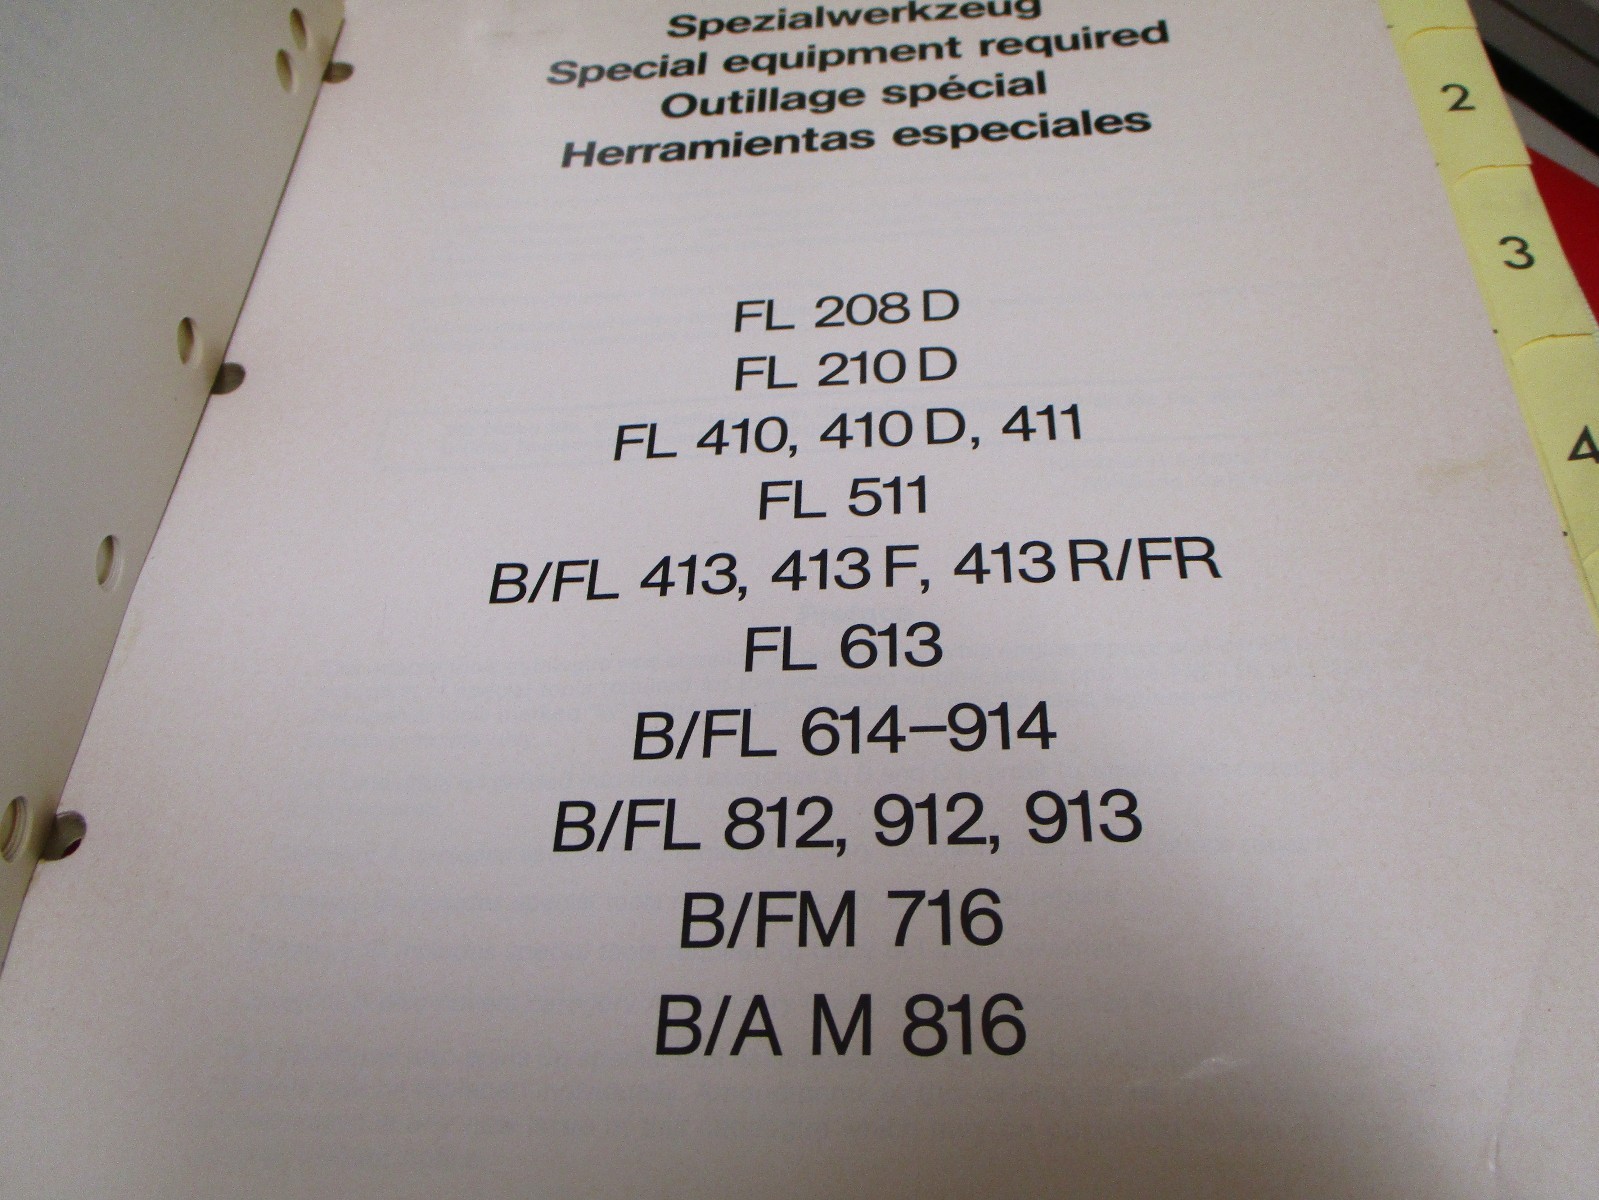 Spezialwerkzeug
Special equipment required
Outillage spécial
Herramientas especiales
FL 208 D
FL 210 D
FL 410, 410 D, 411
FL 511
B/FL 413, 413 F, 413 R/FR
FL 613
B/FL 614–914
B/FL 812, 912, 913
B/FM 716
B/A M 816
2
3
4